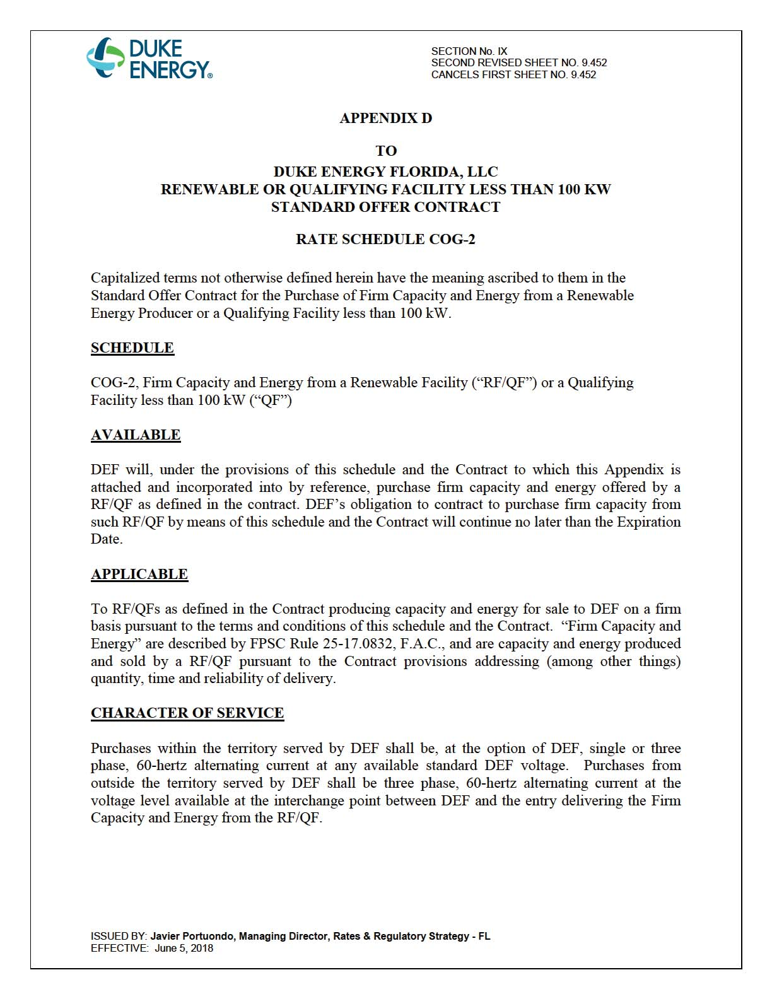 DUKE
ENERGY®
SECTION No. IX
SECOND REVISED SHEET NO. 9.452
CANCELS FIRST SHEET NO. 9.452
APPENDIX D
TO
DUKE ENERGY FLORIDA, LLC
RENEWABLE OR QUALIFYING FACILITY LESS THAN 100 KW
STANDARD OFFER CONTRACT
RATE SCHEDULE COG-2
Capitalized terms not otherwise defined herein have the meaning ascribed to them in the
Standard Offer Contract for the Purchase of Firm Capacity and Energy from a Renewable
Energy Producer or a Qualifying Facility less than 100 kW.
SCHEDULE
COG-2, Firm Capacity and Energy from a Renewable Facility (“RF/QF”) or a Qualifying
Facility less than 100 kW (“QF”)
AVAILABLE
DEF will, under the provisions of this schedule and the Contract to which this Appendix is
attached and incorporated into by reference, purchase firm capacity and energy offered by a
RF/QF as defined in the contract. DEF’s obligation to contract to purchase firm capacity from
such RF/QF by means of this schedule and the Contract will continue no later than the Expiration
Date.
APPLICABLE
To RF/QFs as defined in the Contract producing capacity and energy for sale to DEF on a firm
basis pursuant to the terms and conditions of this schedule and the Contract. “Firm Capacity and
Energy” are described by FPSC Rule 25-17.0832, F.A.C., and are capacity and energy produced
and sold by a RF/QF pursuant to the Contract provisions addressing (among other things)
quantity, time and reliability of delivery.
CHARACTER OF SERVICE
Purchases within the territory served by DEF shall be, at the option of DEF, single or three
phase, 60-hertz alternating current at any available standard DEF voltage. Purchases from
outside the territory served by DEF shall be three phase, 60-hertz alternating current at the
voltage level available at the interchange point between DEF and the entry delivering the Firm
Capacity and Energy from the RF/QF.
ISSUED BY: Javier Portuondo, Managing Director, Rates & Regulatory Strategy - FL
EFFECTIVE: June 5, 2018